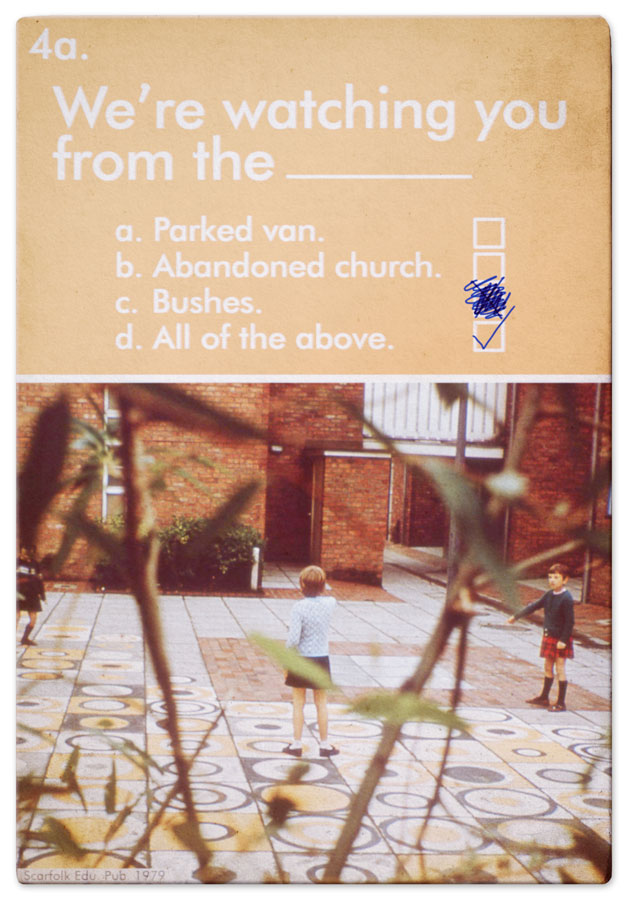 4a.
We're watching you
from the
a. Parked van.
b. Abandoned church.
c. Bushes.
d. All of the above.
Scarfolk Edu. Pub. 1979